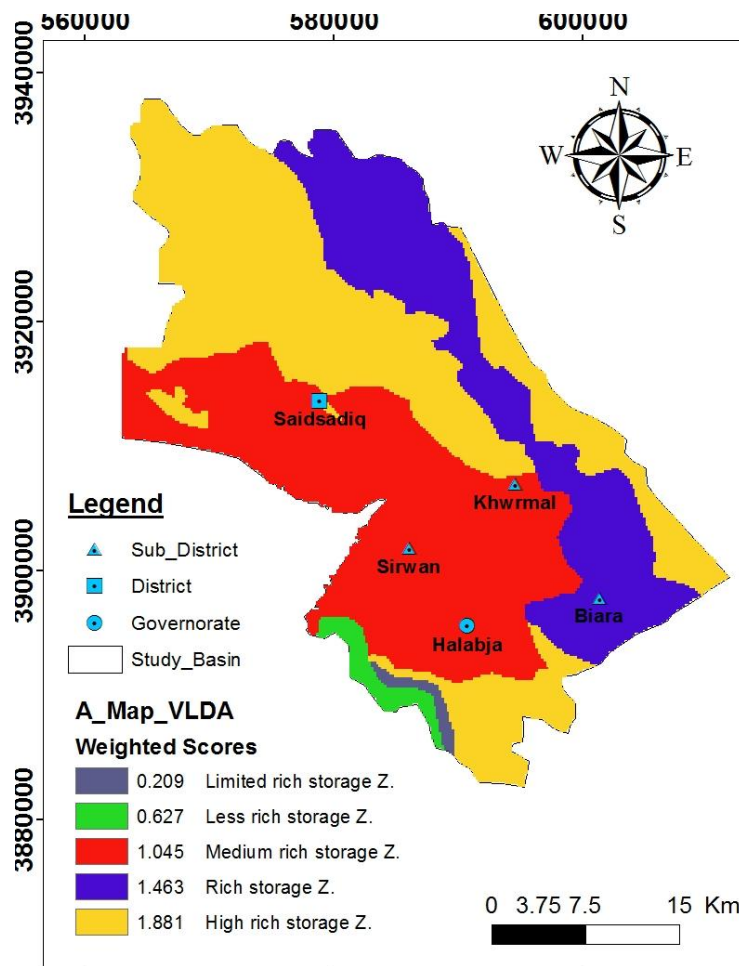 560000 580000 600000
3940000
3920000
3900000
3880000
N
W E
S
Saidsadiq
Khwrmal
Sirwan
Biara
Halabja
Legend
Sub_District
District
Governorate
Study_Basin
A_Map_VLDA
Weighted Scores
0.209 Limited rich storage Z.
0.627 Less rich storage Z.
1.045 Medium rich storage Z.
1.463 Rich storage Z.
1.881 High rich storage Z.
0 3.75 7.5 15 Km